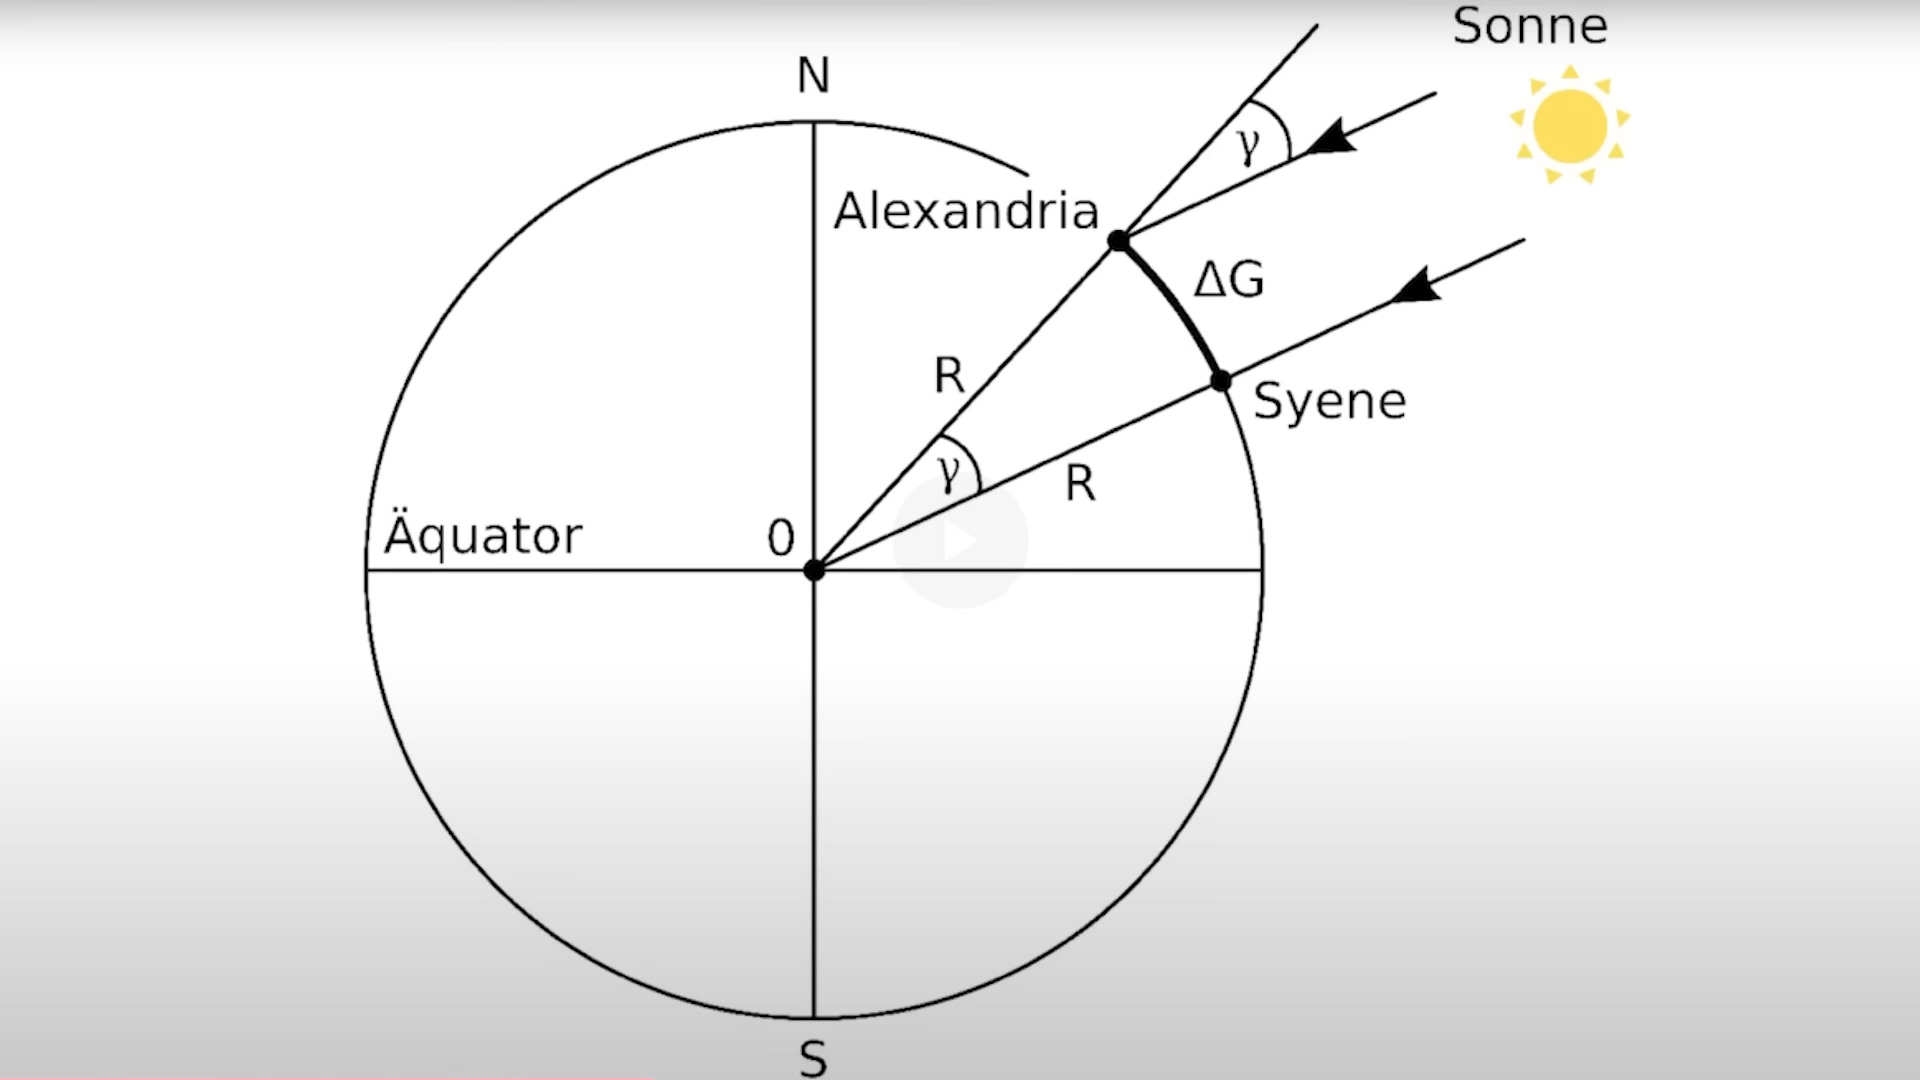 Sonne
N
γ
Alexandria
ΔG
R
Syene
γ
R
Äquator
0
S